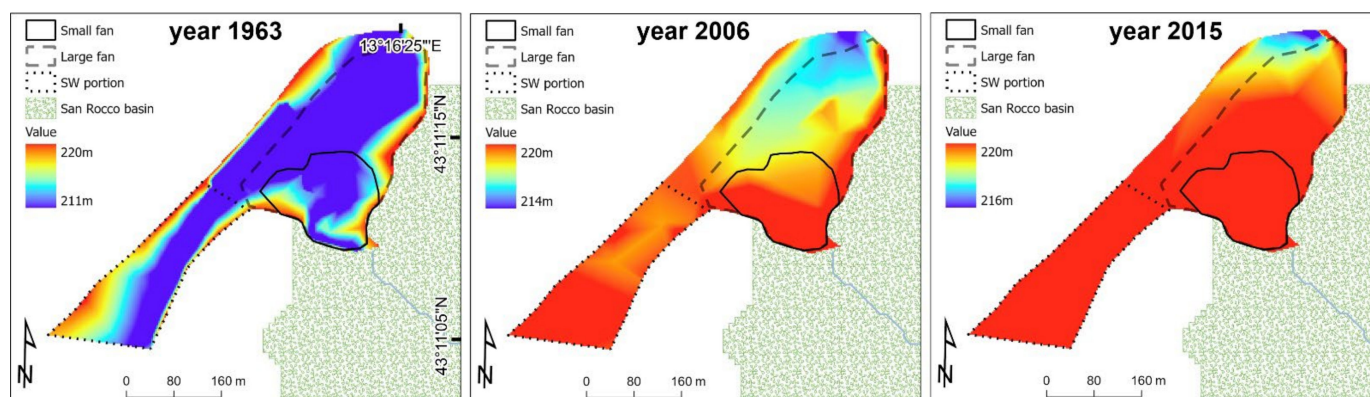 year 1963
Small fan
Large fan
SW portion
San Rocco basin
Value
220m
211m
13°16'25"'E
43°11'15"N
43°11'05"N
N
0 80 160 m
year 2006
Small fan
Large fan
SW portion
San Rocco basin
Value
220m
214m
N
0 80 160 m
year 2015
Small fan
Large fan
SW portion
San Rocco basin
Value
220m
216m
N
0 80 160 m